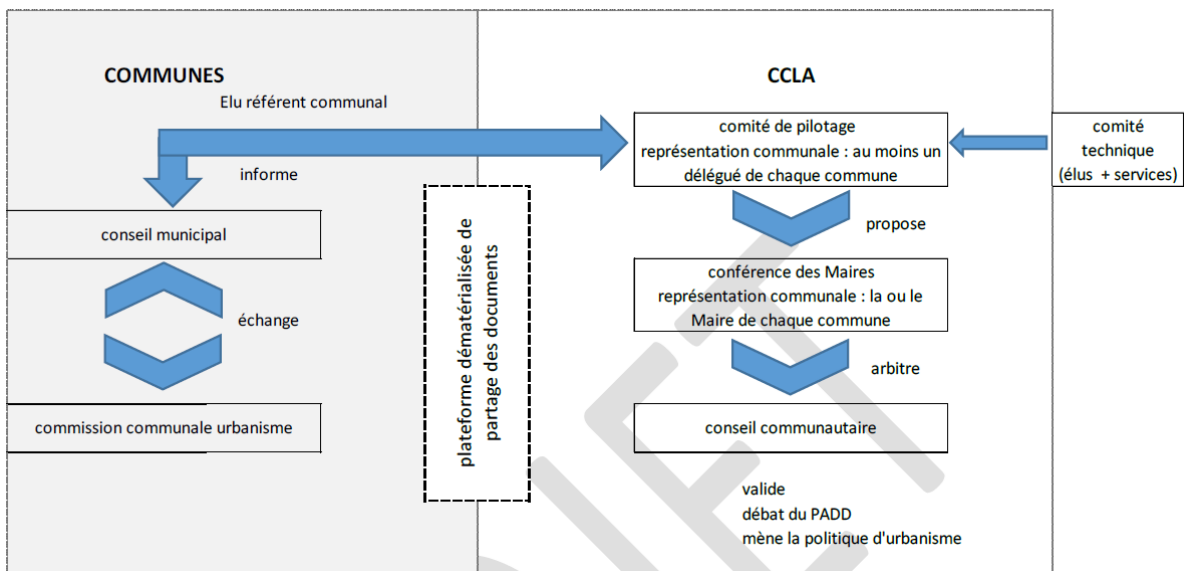 COMMUNES
Elu référent communal
informe
conseil municipal
échange
commission communale urbanisme
plateforme dématérialisée de
partage des documents
CCLA
comité de pilotage
représentation communale : au moins un
délégué de chaque commune
comité
technique
(élus + services)
propose
conférence des Maires
représentation communale : la ou le
Maire de chaque commune
arbitre
conseil communautaire
valide
débat du PADD
mène la politique d'urbanisme